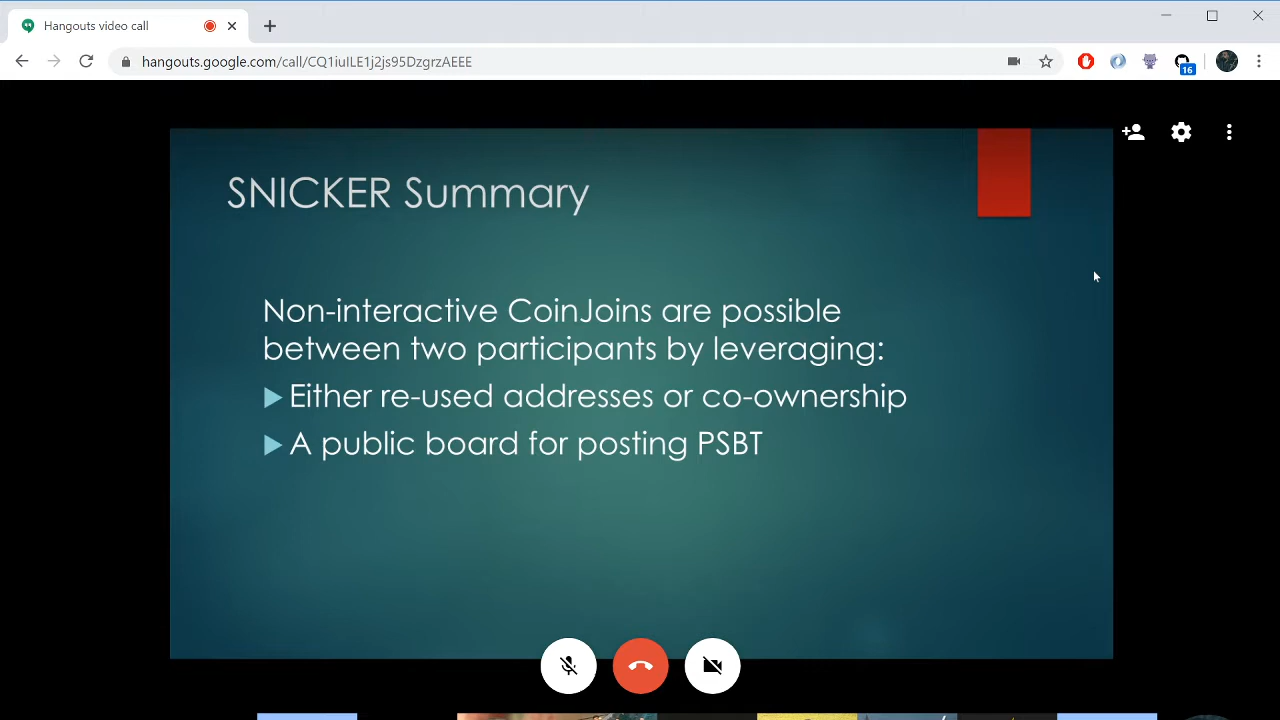 Hangouts video call
hangouts.google.com/call/CQ1iuILE1j2js95DzgrzAEEE
16
SNICKER Summary
Non-interactive CoinJoins are possible
between two participants by leveraging:
Either re-used addresses or co-ownership
A public board for posting PSBT